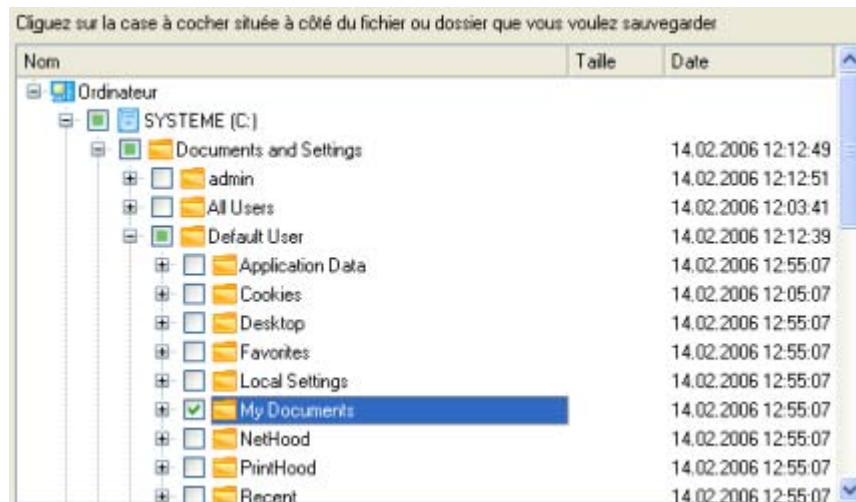 Cliquez sur la case à cocher située à côté du fichier ou dossier que vous voulez sauvegarder
Nom Taille Date
Ordinateur
SYSTEME (C:)
Documents and Settings 14.02.2006 12:12:49
admin 14.02.2006 12:12:51
All Users 14.02.2006 12:03:41
Default User 14.02.2006 12:12:39
Application Data 14.02.2006 12:55:07
Cookies 14.02.2006 12:05:07
Desktop 14.02.2006 12:55:07
Favorites 14.02.2006 12:55:07
Local Settings 14.02.2006 12:55:07
My Documents 14.02.2006 12:55:07
NetHood 14.02.2006 12:55:07
PrintHood 14.02.2006 12:55:07
Recent 14.02.2006 12:55:07